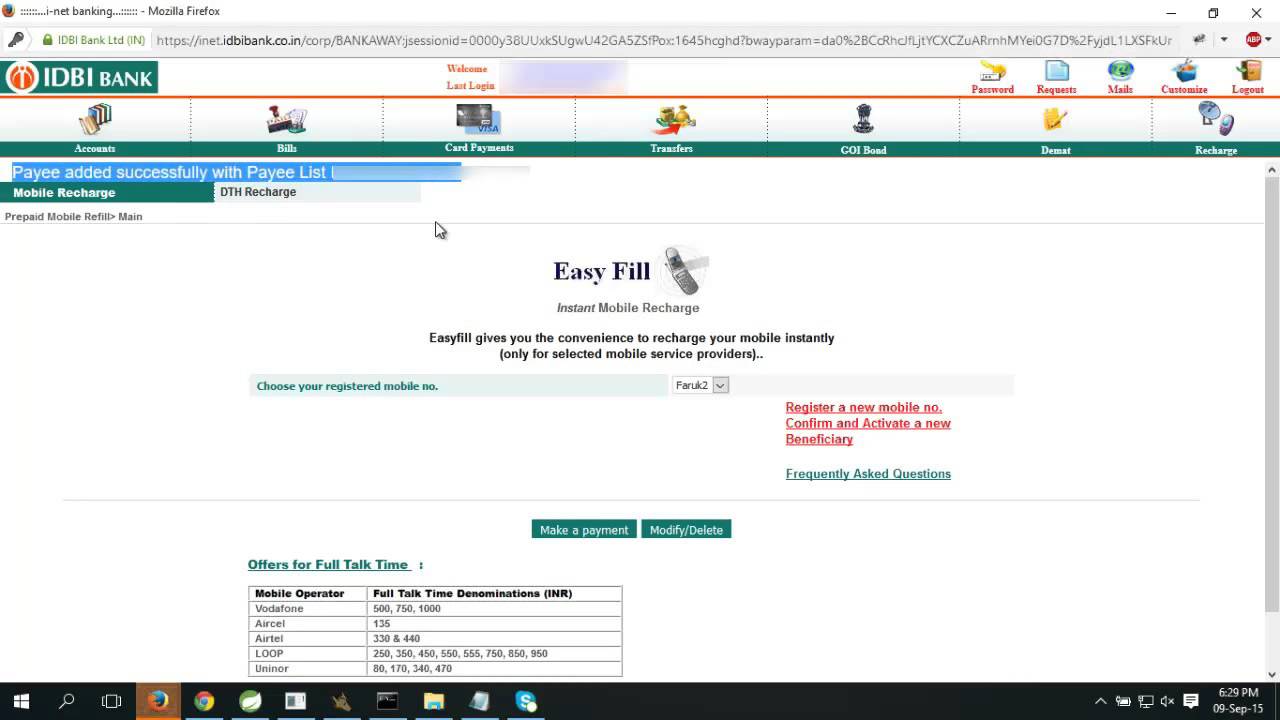 :::::::...i-net banking...:::::: - Mozilla Firefox
IDBI Bank Ltd (IN)
https://inet.idbibank.co.in/corp/BANKAWAY;jsessionid=0000y38UUxkSUgwU42GA5ZSfPox:1645hcghd?bwayparam=da0%2BCcRhcJfLjtYCXCZuARrnhMYei0G7D%2FyjdL1LXSFkUr
ABP
IDBI BANK
Welcome
Last Login
Password
Requests
Mails
Customize
Logout
VISA
Accounts
Bills
Card Payments
Transfers
GOI Bond
Demat
Recharge
Payee added successfully with Payee List
Mobile Recharge
DTH Recharge
Prepaid Mobile Refill> Main
Easy Fill
Instant Mobile Recharge
Easyfill gives you the convenience to recharge your mobile instantly
(only for selected mobile service providers)..
Choose your registered mobile no.
Faruk2
Register a new mobile no.
Confirm and Activate a new
Beneficiary
Frequently Asked Questions
Make a payment
Modify/Delete
Offers for Full Talk Time :
Mobile Operator Full Talk Time Denominations (INR)
Vodafone 500, 750, 1000
Aircel 135
Airtel 330 & 440
LOOP 250, 350, 450, 550, 555, 750, 850, 950
Uninor 80, 170, 340, 470
6:29 PM
09-Sep-15